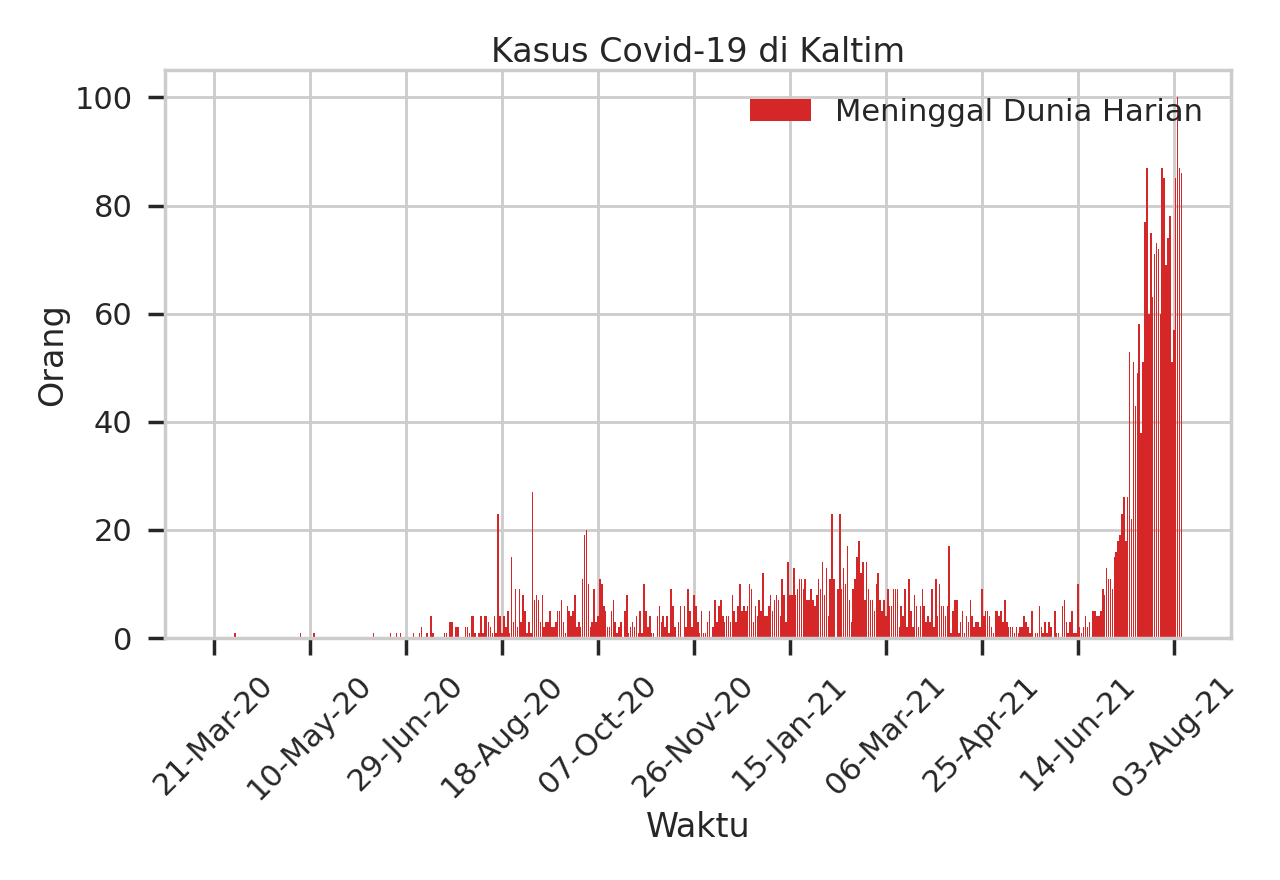 Kasus Covid-19 di Kaltim
Meninggal Dunia Harian
100
80
60
40
20
0
Orang
21-Mar-20
10-May-20
29-Jun-20
18-Aug-20
07-Oct-20
26-Nov-20
15-Jan-21
06-Mar-21
25-Apr-21
14-Jun-21
03-Aug-21
Waktu